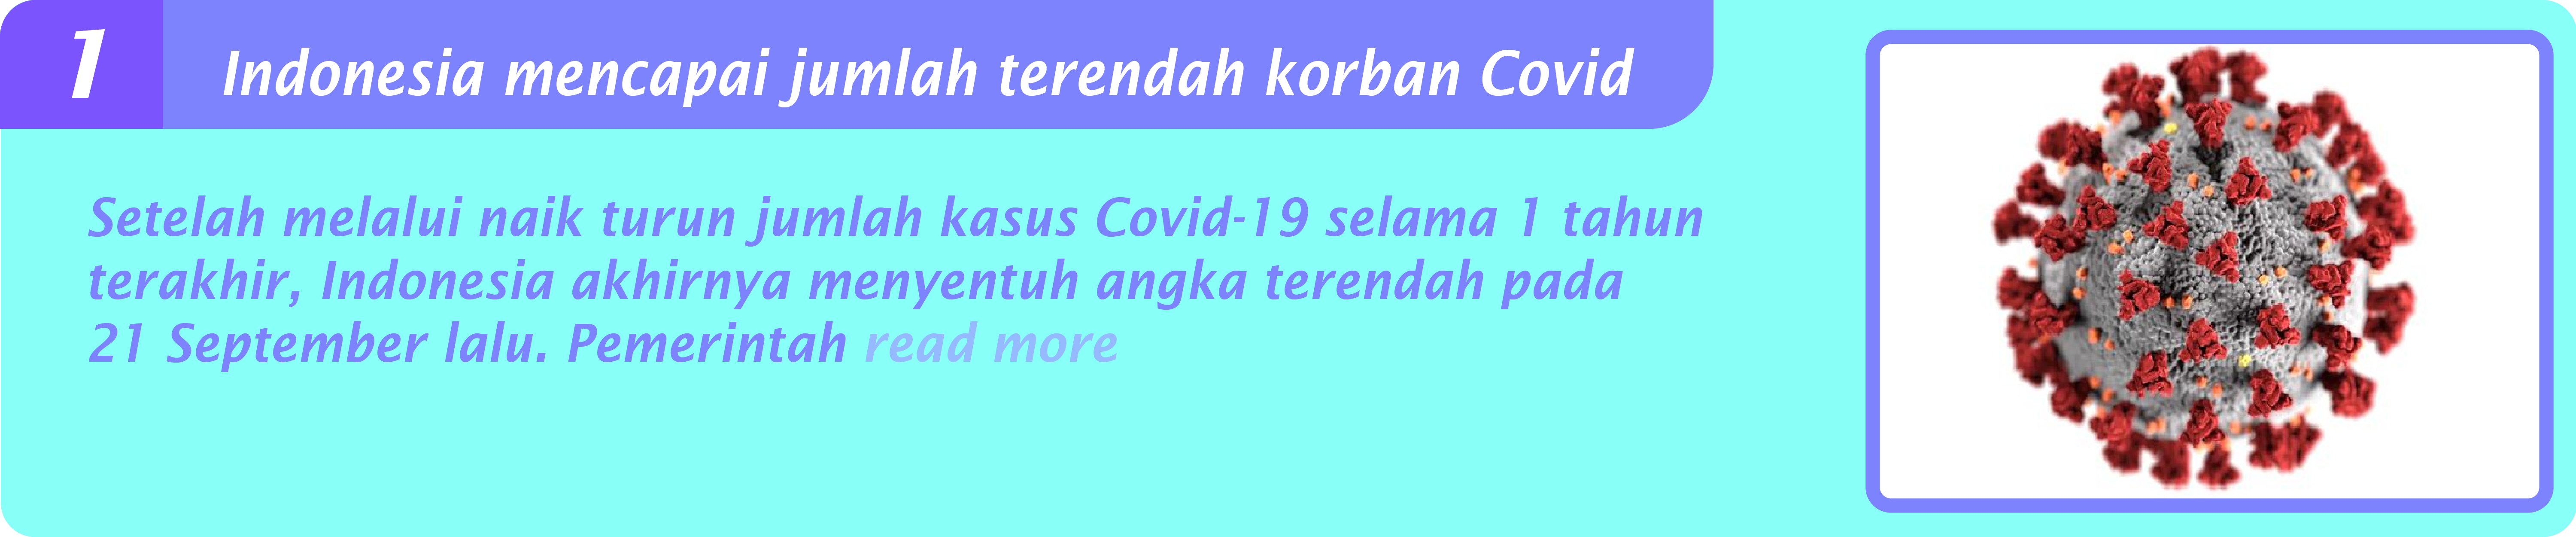 1
Indonesia mencapai jumlah terendah korban Covid
Setelah melalui naik turun jumlah kasus Covid-19 selama 1 tahun
terakhir, Indonesia akhirnya menyentuh angka terendah pada
21 September lalu. Pemerintah read more